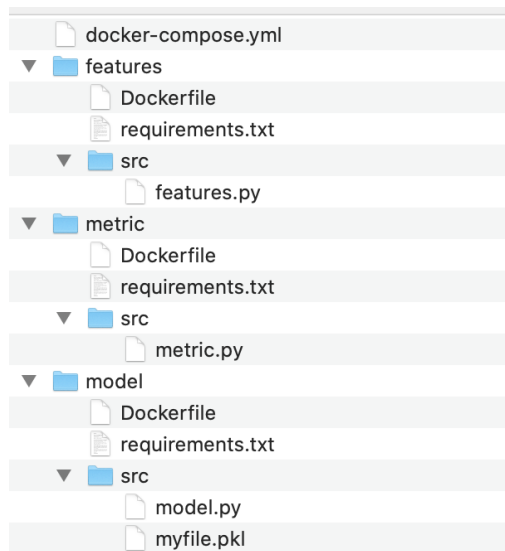 docker-compose.yml
features
Dockerfile
requirements.txt
src
features.py
metric
Dockerfile
requirements.txt
src
metric.py
model
Dockerfile
requirements.txt
src
model.py
myfile.pkl